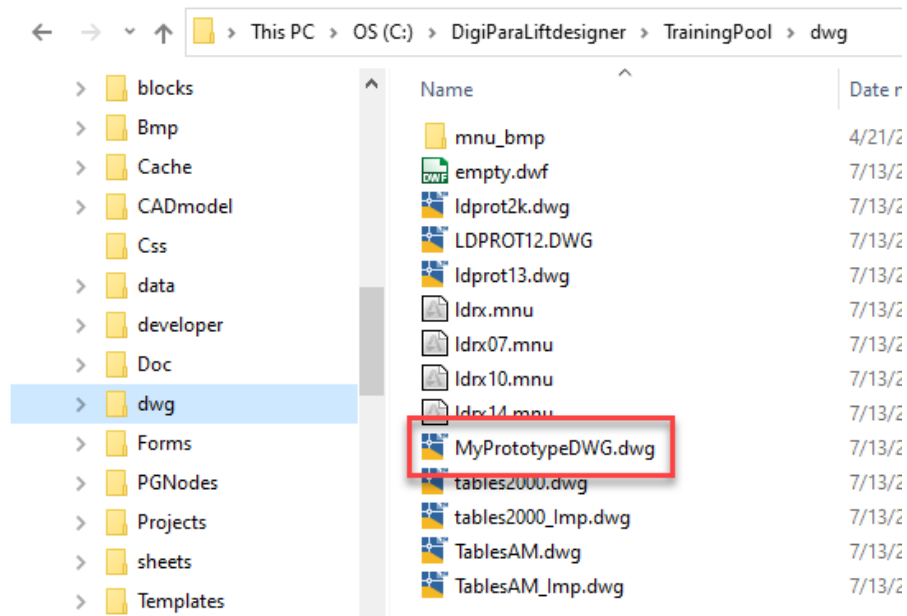 This PC > OS (C:) > DigiParaLiftdesigner > TrainingPool > dwg
blocks
Bmp
Cache
CADmodel
Css
data
developer
Doc
dwg
Forms
PGNodes
Projects
sheets
Templates
Name
Date r
mnu_bmp
4/21/2
empty.dwf
7/13/2
ldprot2k.dwg
7/13/2
LDPROT12.DWG
7/13/2
ldprot13.dwg
7/13/2
ldrx.mnu
7/13/2
ldrx07.mnu
7/13/2
ldrx10.mnu
7/13/2
ldrx14.mnu
7/13/2
MyPrototypeDWG.dwg
7/13/2
tables2000.dwg
7/13/2
tables2000_Imp.dwg
7/13/2
TablesAM.dwg
7/13/2
TablesAM_Imp.dwg
7/13/2